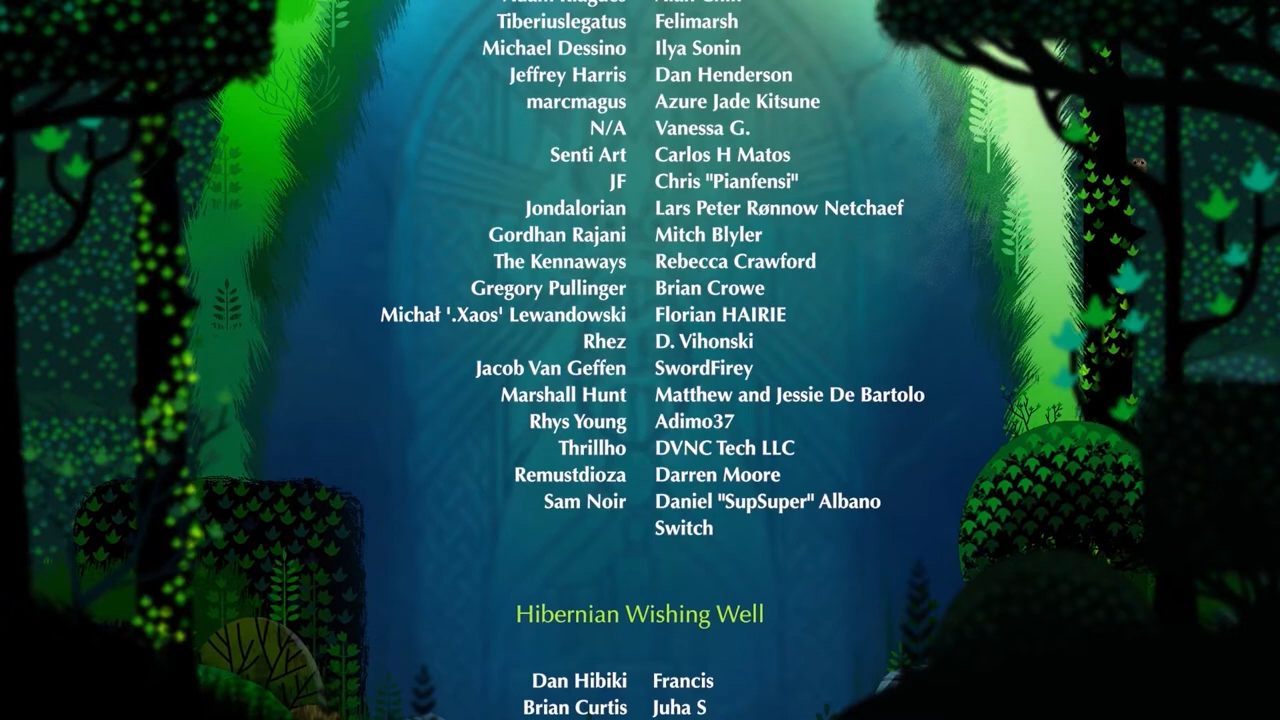 Tiberiuslegatus Felimarsh
Michael Dessino Ilya Sonin
Jeffrey Harris Dan Henderson
marcmagus Azure Jade Kitsune
N/A Vanessa G.
Senti Art Carlos H Matos
JF Chris "Pianfensi"
Jondalorian Lars Peter Rønnow Netchaef
Gordhan Rajani Mitch Blyler
The Kennaways Rebecca Crawford
Gregory Pullinger Brian Crowe
Michał '.Xaos' Lewandowski Florian HAIRIE
Rhez D. Vihonski
Jacob Van Geffen SwordFirey
Marshall Hunt Matthew and Jessie De Bartolo
Rhys Young Adimo37
Thrillho DVNC Tech LLC
Remustdioza Darren Moore
Sam Noir Daniel "SupSuper" Albano
Switch
Hibernian Wishing Well
Dan Hibiki Francis
Brian Curtis Juha S